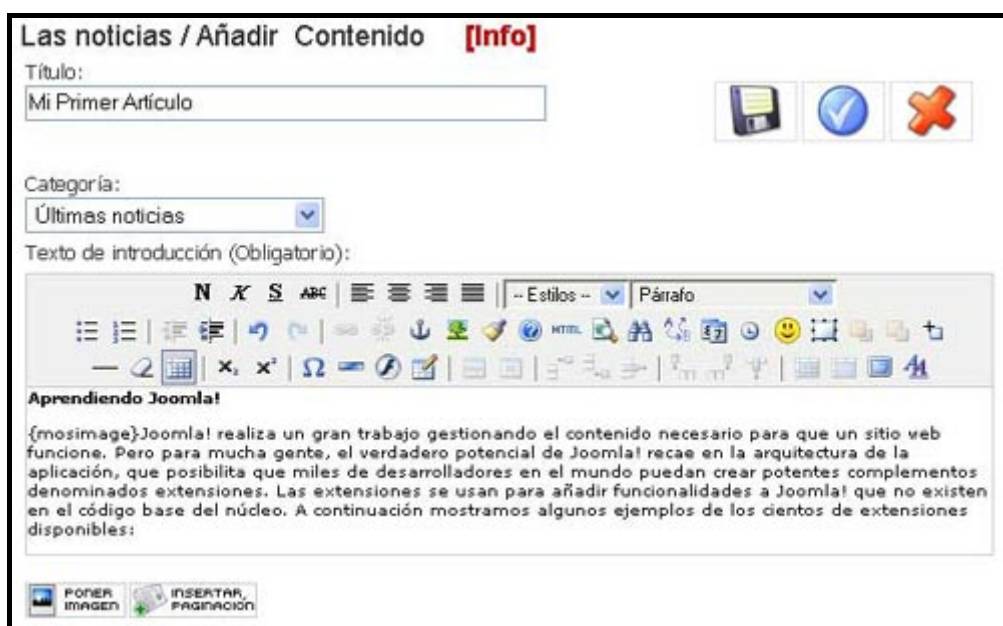 Las noticias / Añadir Contenido [Info]
Título:
Mi Primer Artículo
Categoría:
Últimas noticias
Texto de introducción (Obligatorio):
N K S ABC -- Estilos -- Párrafo
HTML
x₂ x² Ω
Aprendiendo Joomla!
{mosimage}Joomla! realiza un gran trabajo gestionando el contenido necesario para que un sitio web
funcione. Pero para mucha gente, el verdadero potencial de Joomla! recae en la arquitectura de la
aplicación, que posibilita que miles de desarrolladores en el mundo puedan crear potentes complementos
denominados extensiones. Las extensiones se usan para añadir funcionalidades a Joomla! que no existen
en el código base del núcleo. A continuación mostramos algunos ejemplos de los cientos de extensiones
disponibles:
PONER IMAGEN
INSERTAR, PAGINACIÓN